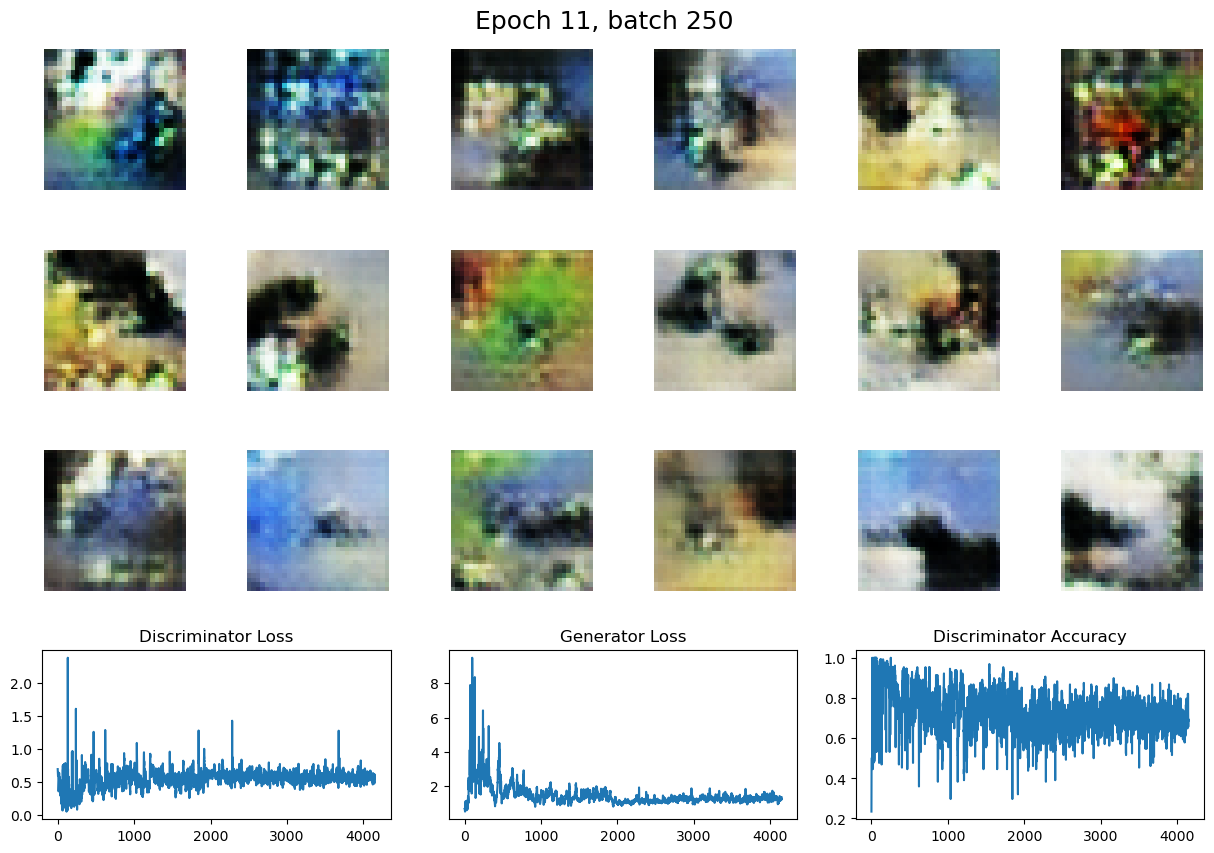 Epoch 11, batch 250
Discriminator Loss
Generator Loss
Discriminator Accuracy
2.0
1.5
1.0
0.5
0.0
0 1000 2000 3000 4000
8
6
4
2
0 1000 2000 3000 4000
1.0
0.8
0.6
0.4
0.2
0 1000 2000 3000 4000